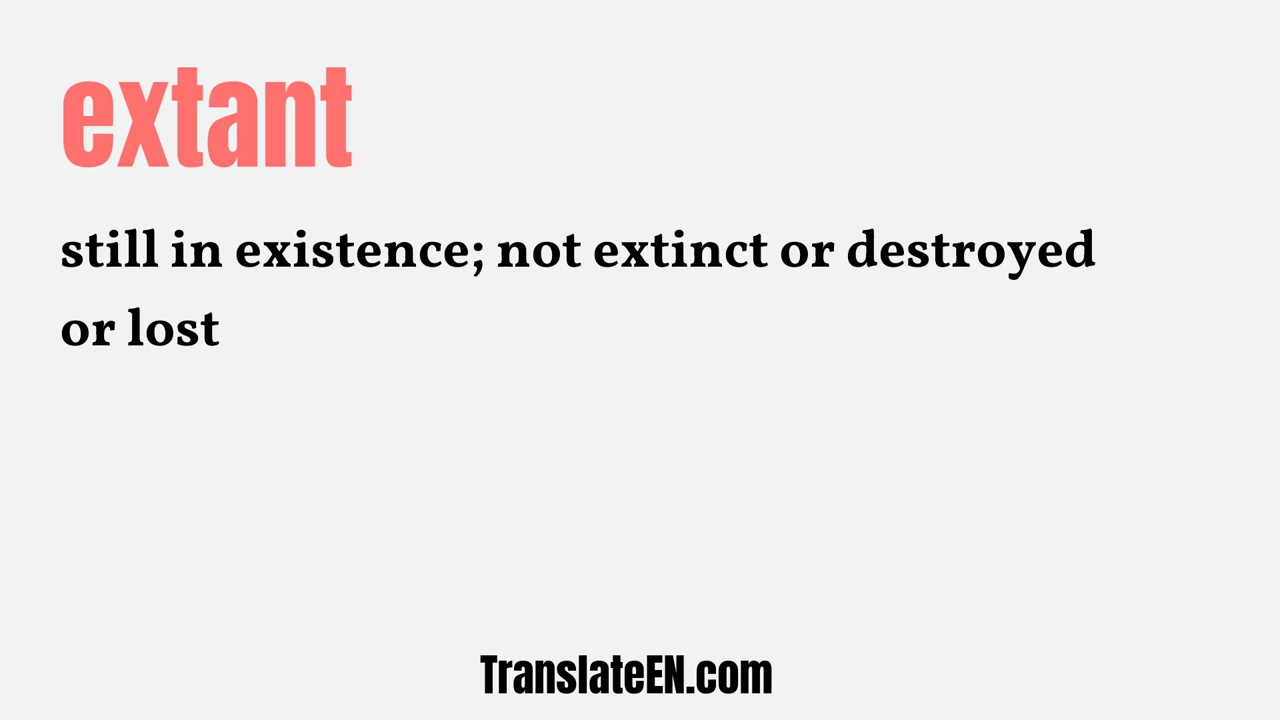 extant
still in existence; not extinct or destroyed
or lost
TranslateEN.com